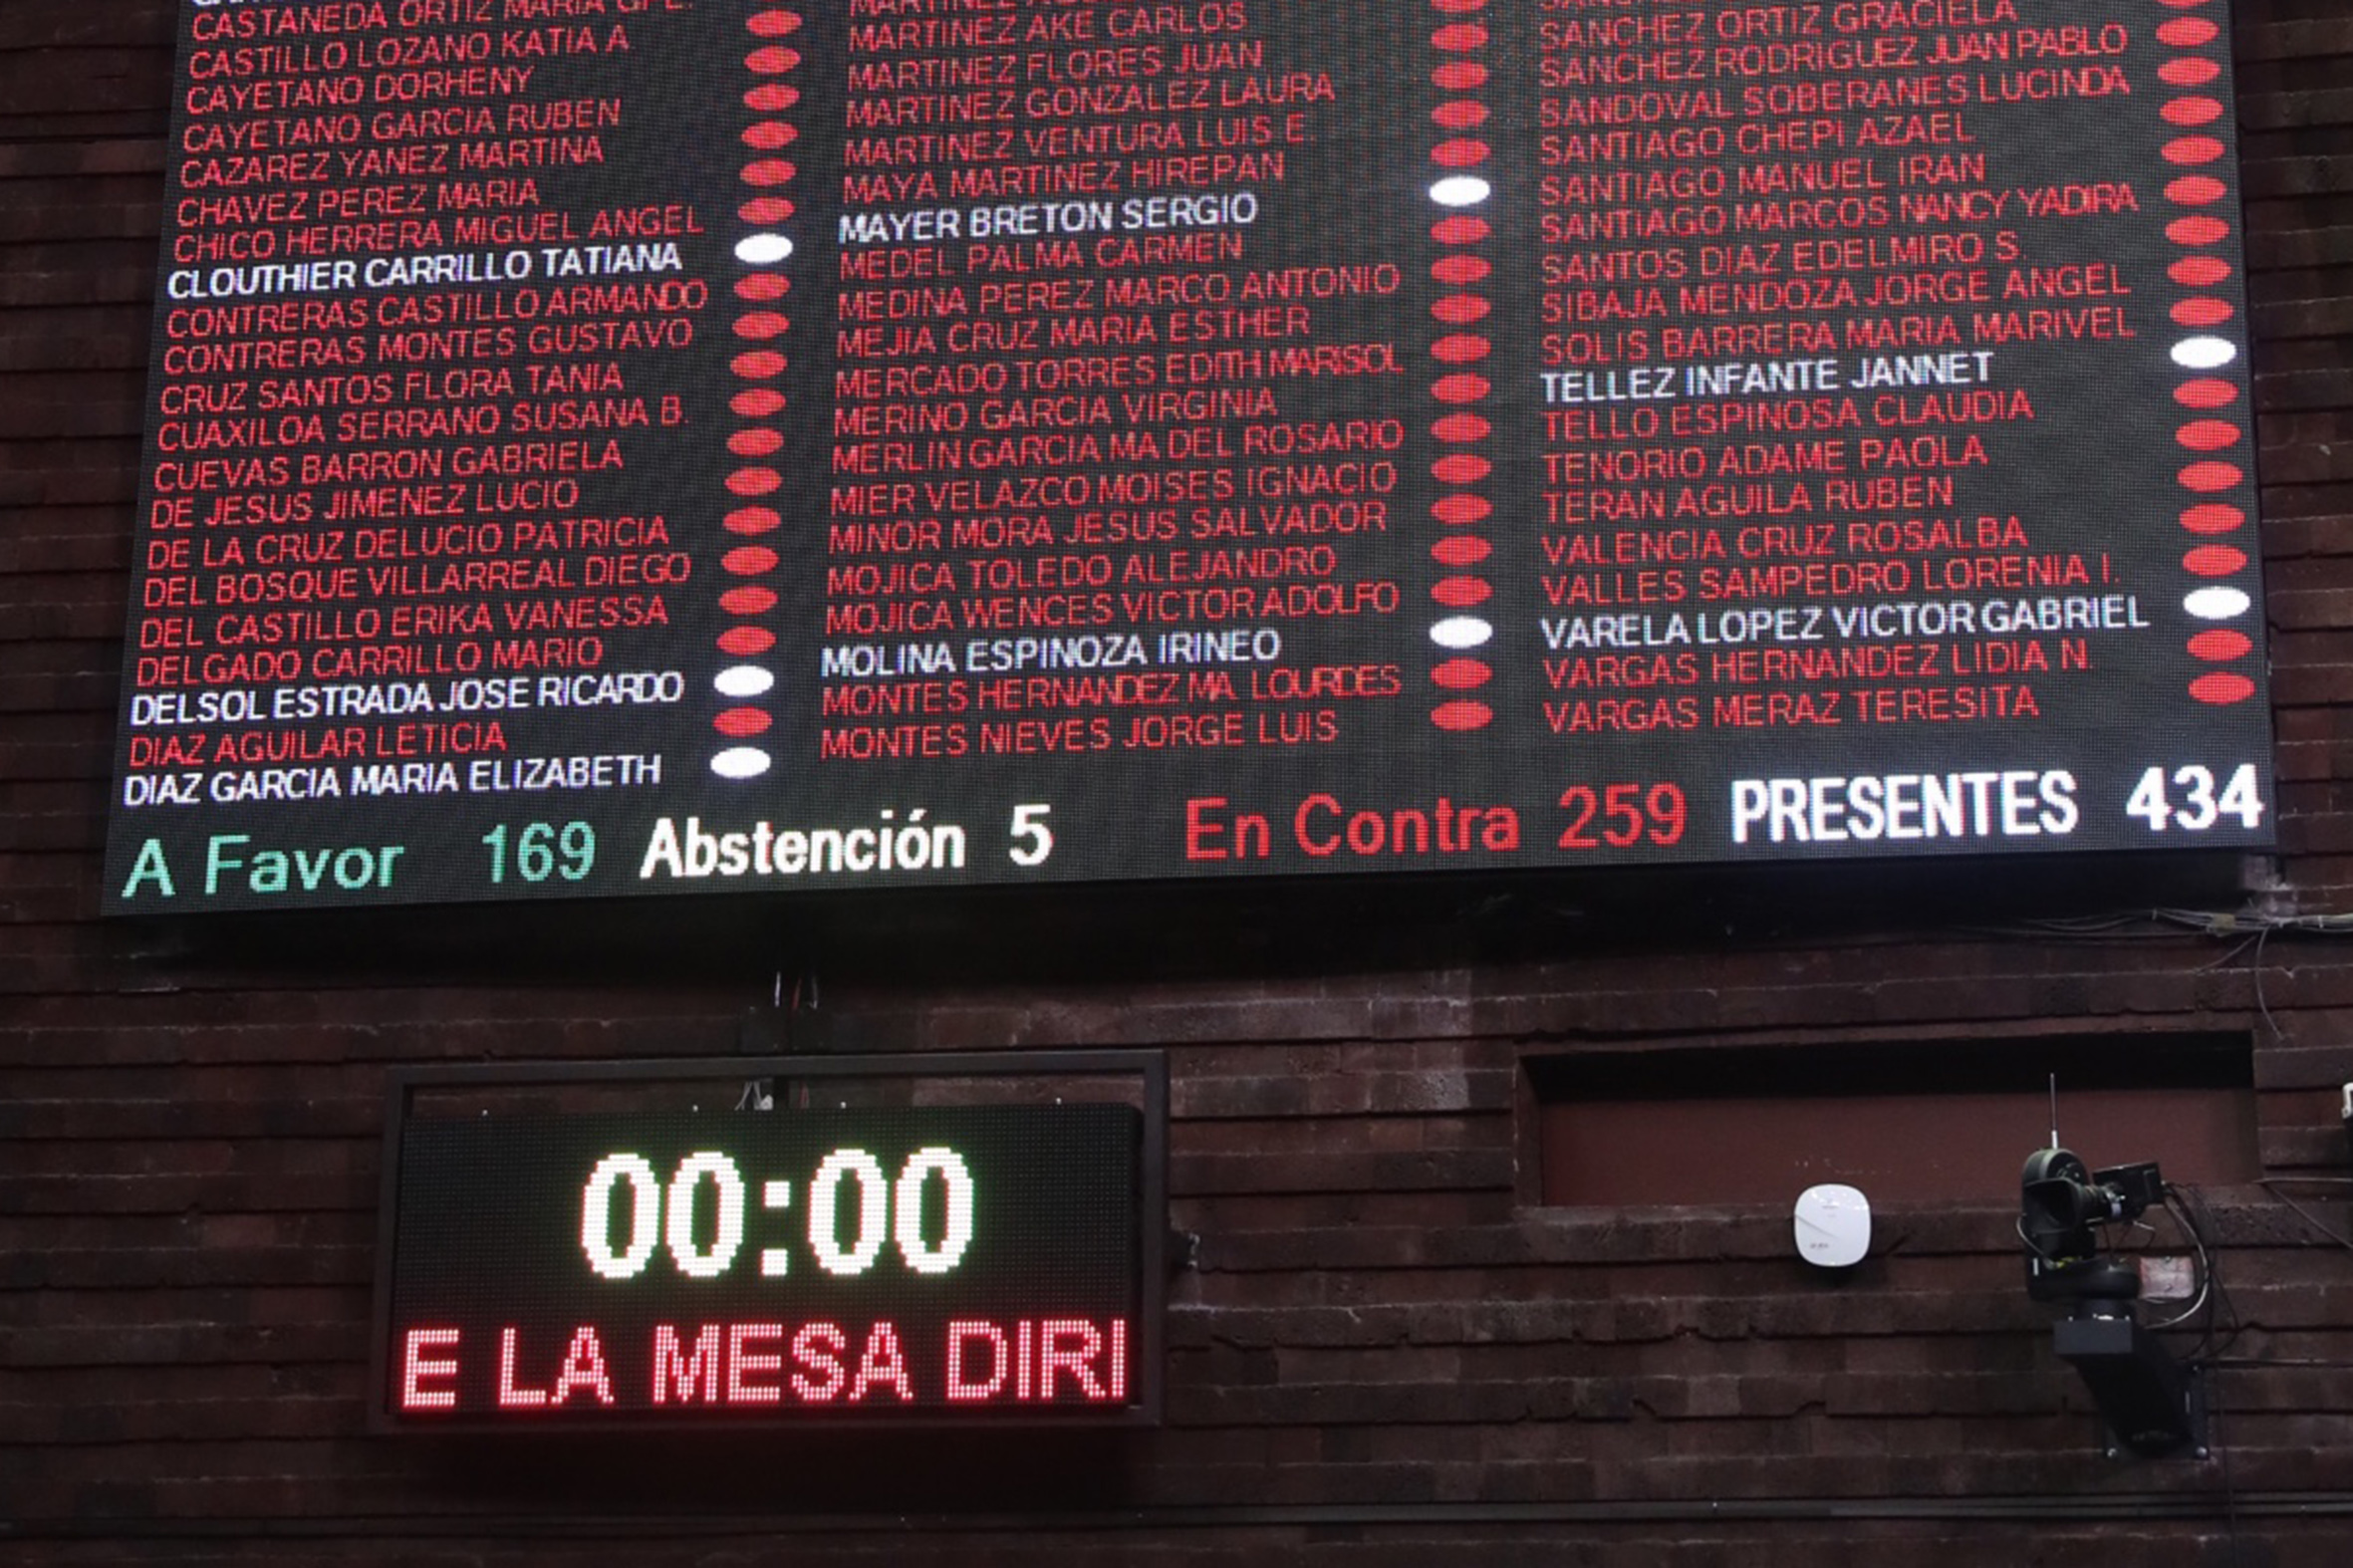 CASTAÑEDA ORTIZ MARIA GPE.
CASTILLO LOZANO KATIA A.
CAYETANO DORHENY
CAYETANO GARCIA RUBEN
CAZAREZ YANEZ MARTINA
CHAVEZ PEREZ MARIA
CHICO HERRERA MIGUEL ANGEL
CLOUTHIER CARRILLO TATIANA
CONTRERAS CASTILLO ARMANDO
CONTRERAS MONTES GUSTAVO
CRUZ SANTOS FLORA TANIA
CUAXILOA SERRANO SUSANA B.
CUEVAS BARRON GABRIELA
DE JESUS JIMENEZ LUCIO
DE LA CRUZ DELUCIO PATRICIA
DEL BOSQUE VILLARREAL DIEGO
DEL CASTILLO ERIKA VANESSA
DELGADO CARRILLO MARIO
DELSOL ESTRADA JOSE RICARDO
DIAZ AGUILAR LETICIA
DIAZ GARCIA MARIA ELIZABETH
MARTINEZ
MARTINEZ AKE CARLOS
MARTINEZ FLORES JUAN
MARTINEZ GONZALEZ LAURA
MARTINEZ VENTURA LUIS E.
MAYA MARTINEZ HIREPAN
MAYER BRETON SERGIO
MEDEL PALMA CARMEN
MEDINA PEREZ MARCO ANTONIO
MEJIA CRUZ MARIA ESTHER
MERCADO TORRES EDITH MARISOL
MERINO GARCIA VIRGINIA
MERLIN GARCIA MA DEL ROSARIO
MIER VELAZCO MOISES IGNACIO
MINOR MORA JESUS SALVADOR
MOJICA TOLEDO ALEJANDRO
MOJICA WENCES VICTOR ADOLFO
MOLINA ESPINOZA IRINEO
MONTES HERNANDEZ MA. LOURDES
MONTES NIEVES JORGE LUIS
SANCHEZ ORTIZ GRACIELA
SANCHEZ RODRIGUEZ JUAN PABLO
SANDOVAL SOBERANES LUCINDA
SANTIAGO CHEPI AZAEL
SANTIAGO MANUEL IRAN
SANTIAGO MARCOS NANCY YADIRA
SANTOS DIAZ EDELMIRO S.
SIBAJA MENDOZA JORGE ANGEL
SOLIS BARRERA MARIA MARIVEL
TELLEZ INFANTE JANNET
TELLO ESPINOSA CLAUDIA
TENORIO ADAME PAOLA
TERAN AGUILA RUBEN
VALENCIA CRUZ ROSALBA
VALLES SAMPEDRO LORENIA I.
VARELA LOPEZ VICTOR GABRIEL
VARGAS HERNANDEZ LIDIA N.
VARGAS MERAZ TERESITA
A Favor 169 Abstención 5 En Contra 259 PRESENTES 434
00:00
E LA MESA DIRI